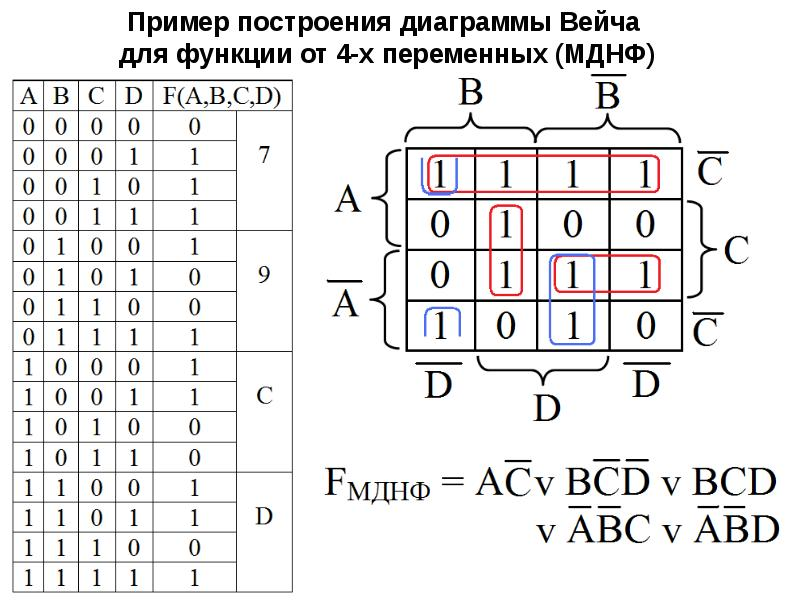 Пример построения диаграммы Вейча
для функции от 4-х переменных (МДНФ)
A B C D F(A,B,C,D)
0 0 0 0 0
0 0 0 1 1 7
0 0 1 0 1
0 0 1 1 1
0 1 0 0 1
0 1 0 1 0 9
0 1 1 0 0
0 1 1 1 1
1 0 0 0 1
1 0 0 1 1 C
1 0 1 0 0
1 0 1 1 0
1 1 0 0 1
1 1 0 1 1 D
1 1 1 0 0
1 1 1 1 1
B B̅
A 1 1 1 1 C̅
0 1 0 0 C
A̅ 0 1 1 1
1 0 1 0 C̅
D̅ D D̅
FМДНФ = AC̅ v BC̅D̅ v BCD
v A̅B̅C v A̅B̅D